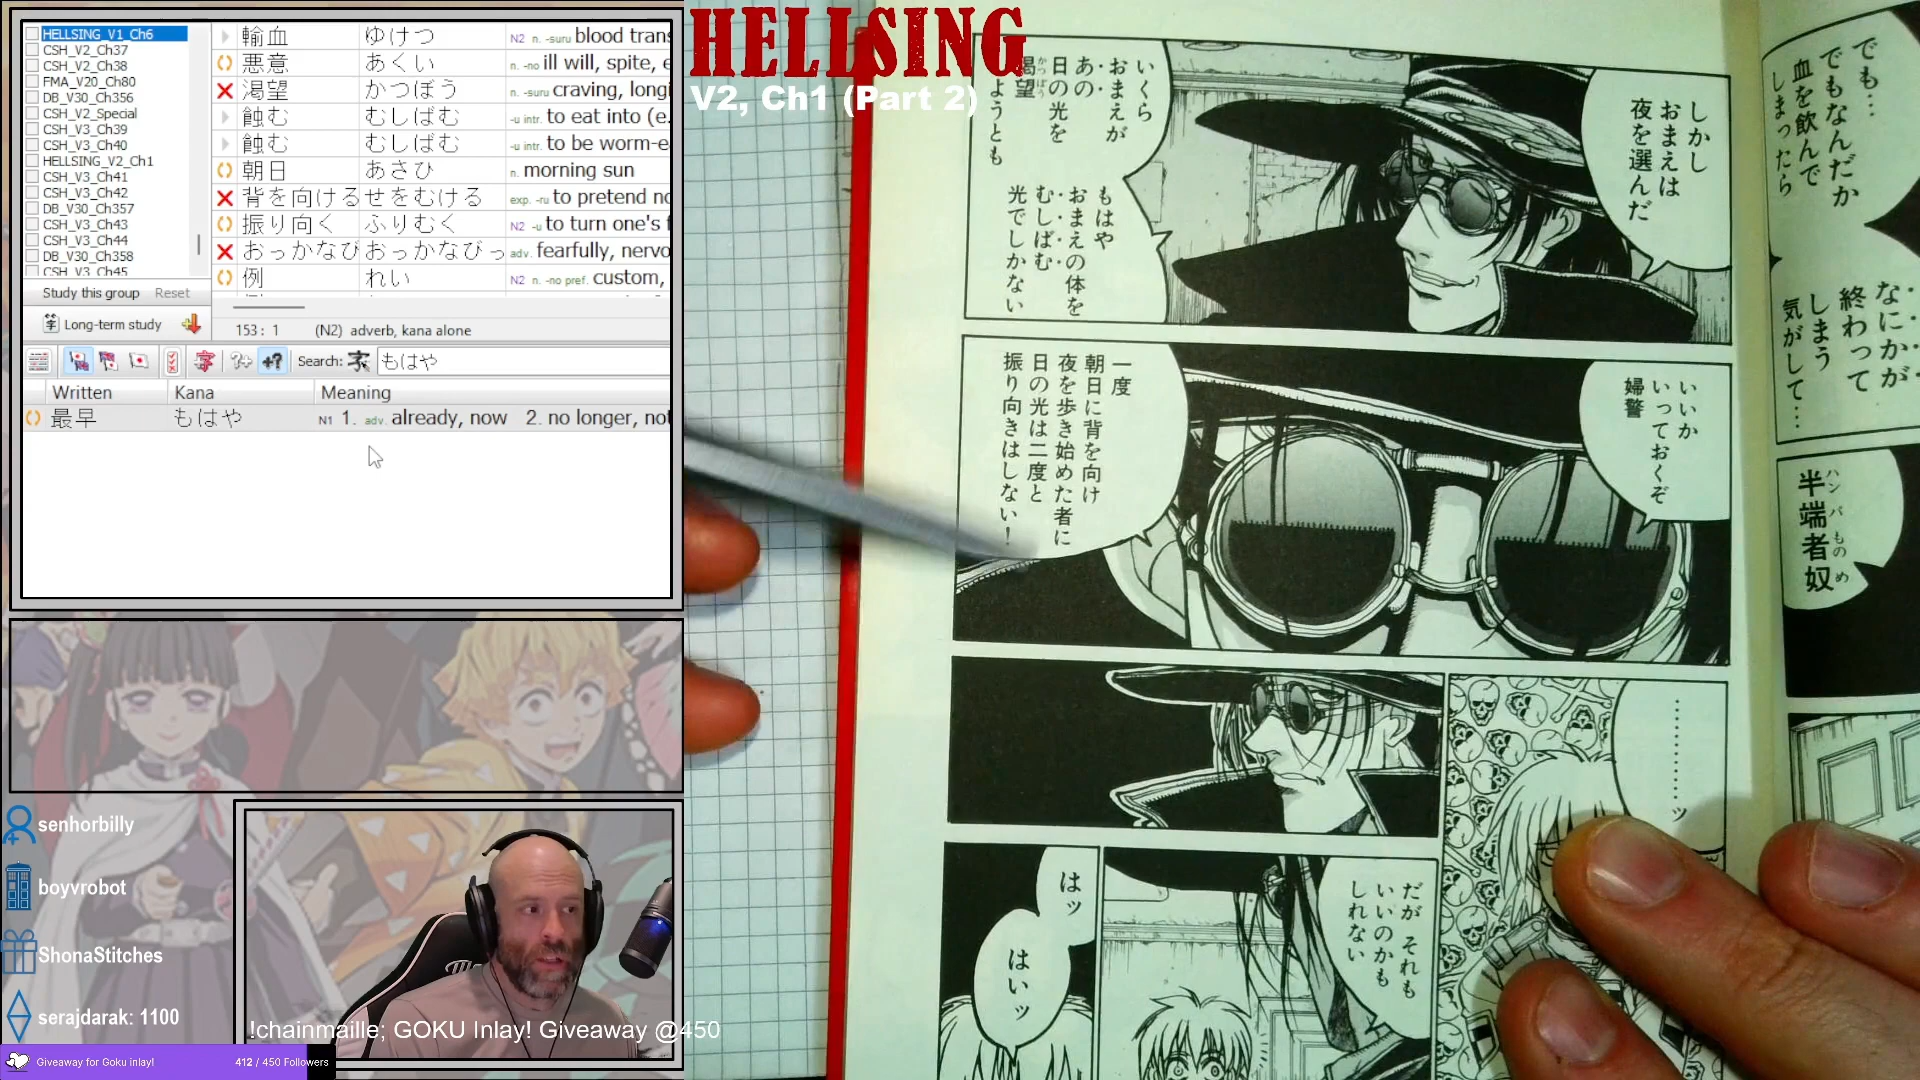 HELLSING_V1_Ch6
CSH_V2_Ch37
CSH_V2_Ch38
FMA_V20_Ch80
DB_V30_Ch356
CSH_V2_Special
CSH_V3_Ch39
CSH_V3_Ch40
HELLSING_V2_Ch1
CSH_V3_Ch41
CSH_V3_Ch42
DB_V30_Ch357
CSH_V3_Ch43
CSH_V3_Ch44
DB_V30_Ch358
CSH_V3_Ch45
Study this group Reset
Long-term study
輸血 ゆけつ N2 n. -suru blood trans
悪意 あくい n. -no ill will, spite, e
渇望 かつぼう n. -suru craving, longi
蝕む むしばむ -u intr. to eat into (e.
蝕む むしばむ -u intr. to be worm-e
朝日 あさひ n. morning sun
背を向ける せをむける exp. -ru to pretend no
振り向く ふりむく N2 -u to turn one's f
おっかなび おっかなびっ adv. fearfully, nervo
例 れい N2 n. -no pref. custom,
153: 1 (N2) adverb, kana alone
Search: もはや
Written Kana Meaning
最早 もはや N1 1. adv. already, now 2. no longer, not
HELLSING
V2, Ch1 (Part 2)
でも…
でもなんだか
血を飲んで
しまったら
なにかが
終わって
しまう
気がして…
半端者奴
ハンパものめ
しかし
おまえは
夜を選んだ
いくら
おまえが
あの
日の光を
渇望
かつぼう
ようとも
もはや
おまえの体を
むしばむ
光でしかない
いいか
いっておくぞ
婦警
一度
朝日に背を向け
夜を歩き始めた者に
日の光は二度と
振り向きはしない!
…………ッ
だが それも
いいのかも
しれない
はッ
はいッ
senhorbilly
boyvrobot
ShonaStitches
serajdarak: 1100
!chainmaille; GOKU Inlay! Giveaway @450
Giveaway for Goku inlay! 412 / 450 Followers